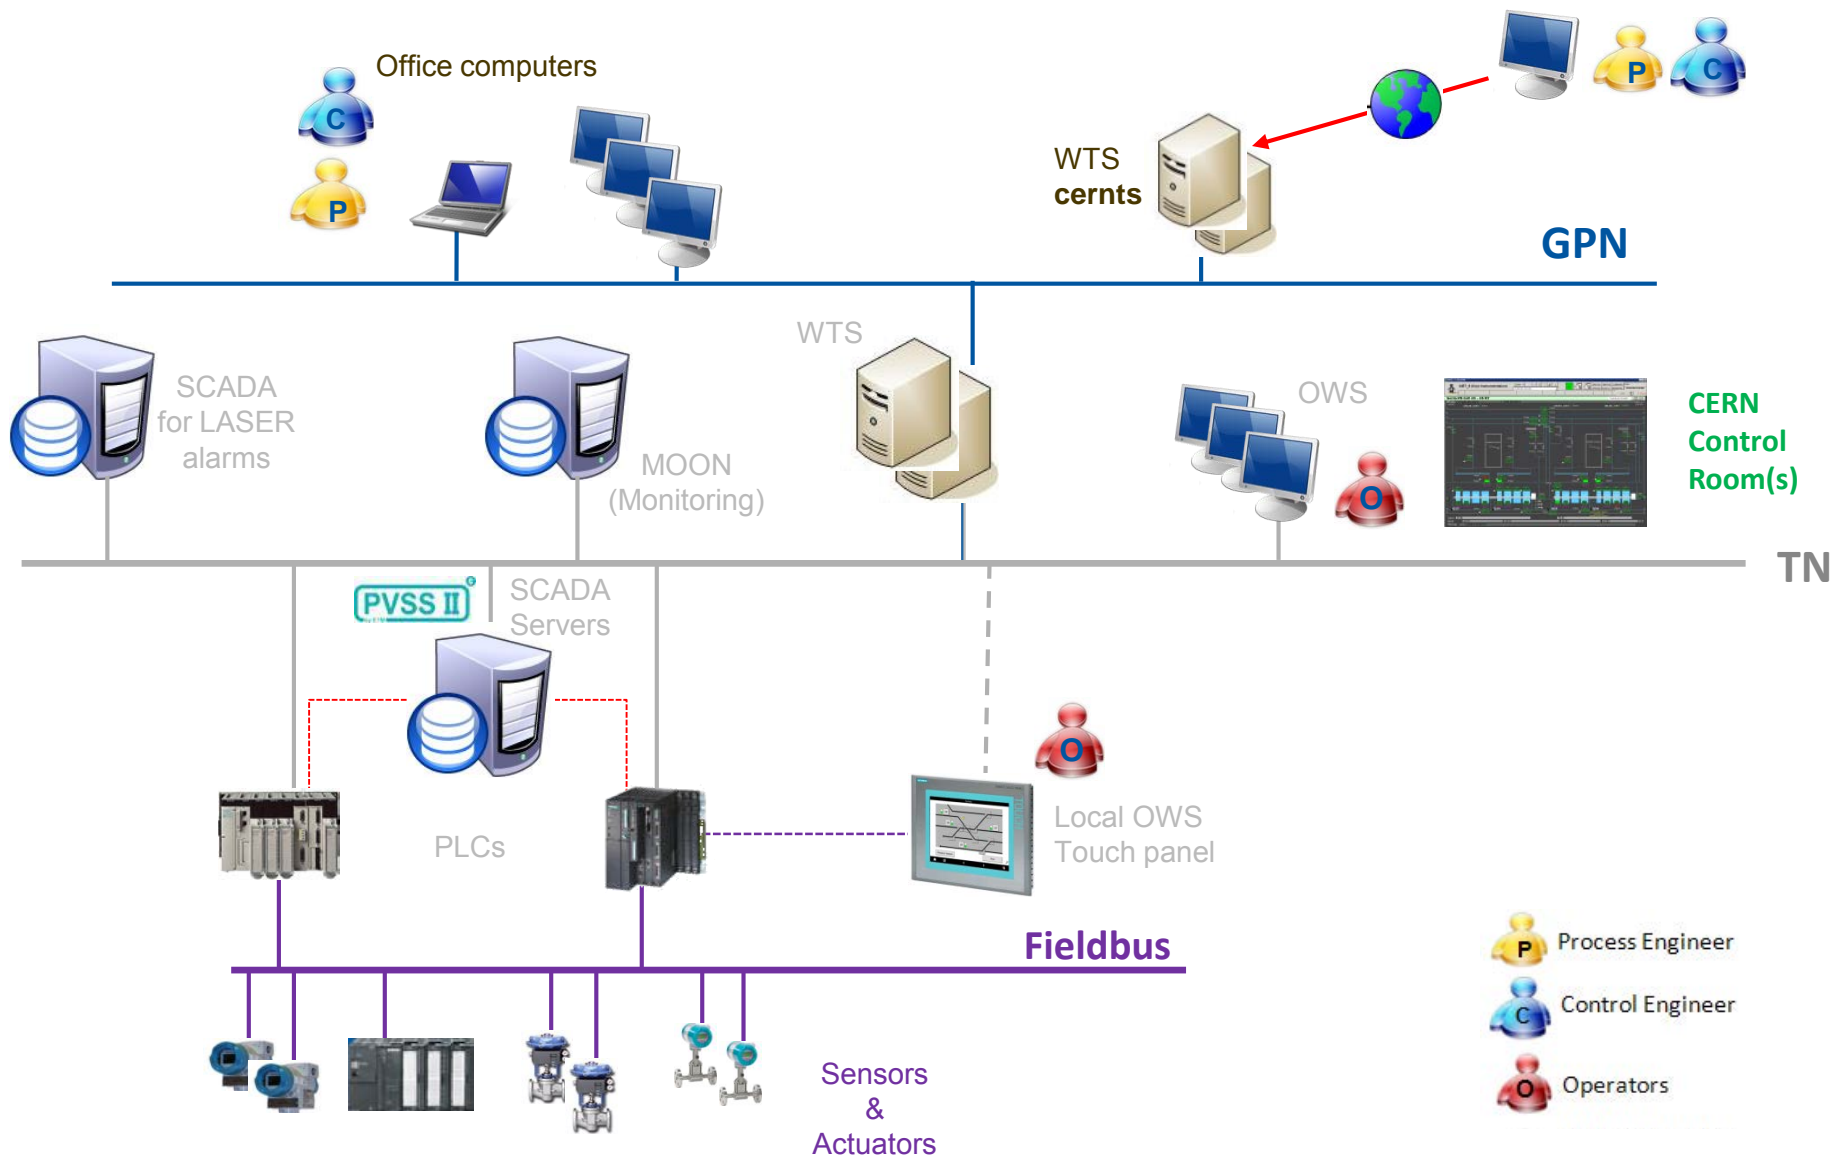 Office computers
C
P
P
C
WTS
cernts
GPN
WTS
SCADA
for LASER
alarms
MOON
(Monitoring)
OWS
O
CERN
Control
Room(s)
TN
PVSS II
SCADA
Servers
O
PLCs
Local OWS
Touch panel
Fieldbus
P Process Engineer
C Control Engineer
O Operators
Sensors
&
Actuators